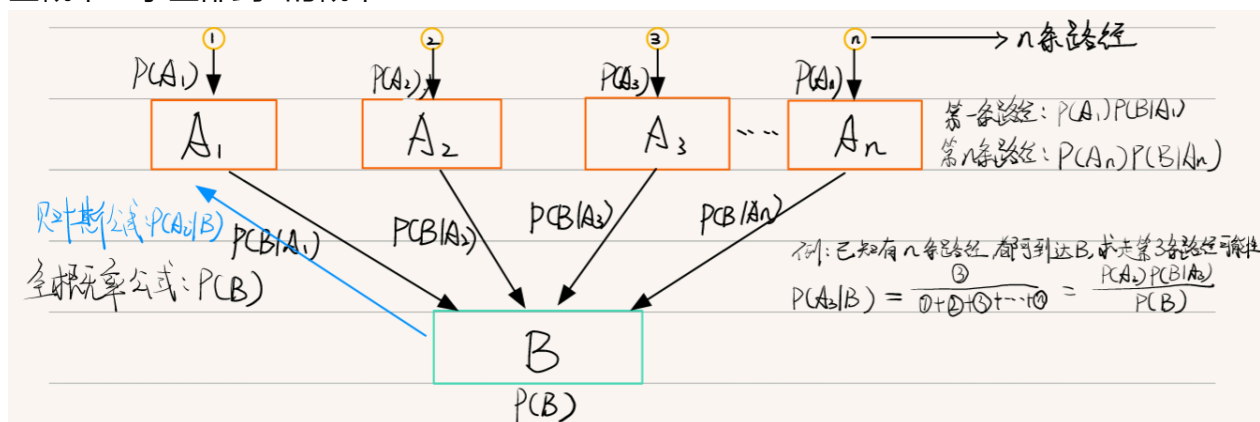 ① ② ③ ⓝ → n条路径
P(A₁) P(A₂) P(A₃) P(Aₙ)
A₁ A₂ A₃ ···· Aₙ
第一条路径: P(A₁)P(B|A₁)
第n条路径: P(Aₙ)P(B|Aₙ)
贝叶斯公式:P(Aᵢ|B)
P(B|A₁) P(B|A₂) P(B|A₃) P(B|Aₙ)
全概率公式: P(B)
例:已知有n条路径,都可到达B,求走第3条路径可能性
P(A₃|B) = ③/(①+②+③+···+ⓝ) = P(A₃)P(B|A₃)/P(B)
B
P(B)